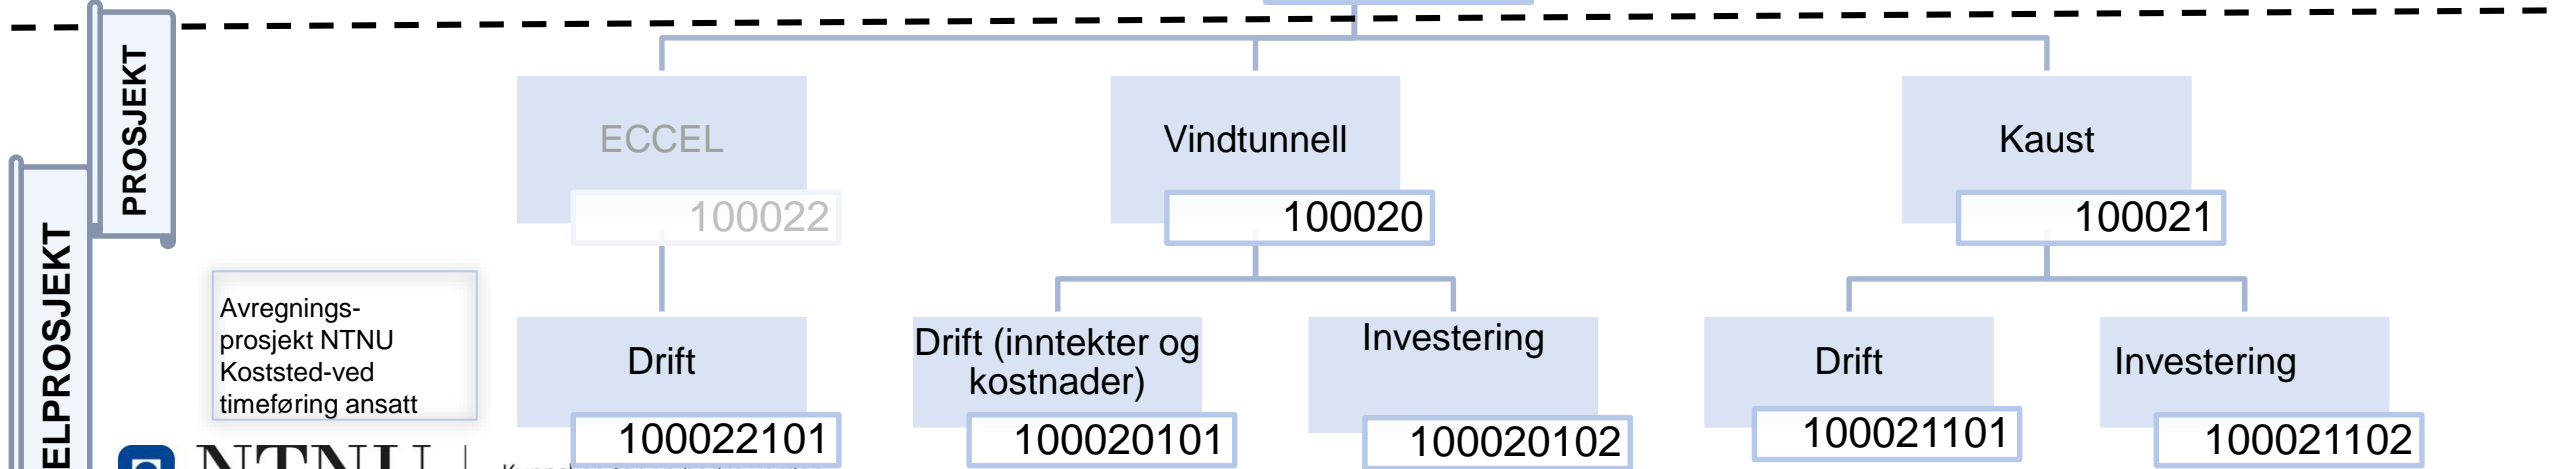 PROSJEKT
ECCEL
100022
Vindtunnell
100020
Kaust
100021
ELPROSJEKT
Avregnings-
prosjekt NTNU
Koststed-ved
timeføring ansatt
Drift
100022101
Drift (inntekter og
kostnader)
100020101
Investering
100020102
Drift
100021101
Investering
100021102
NTNU